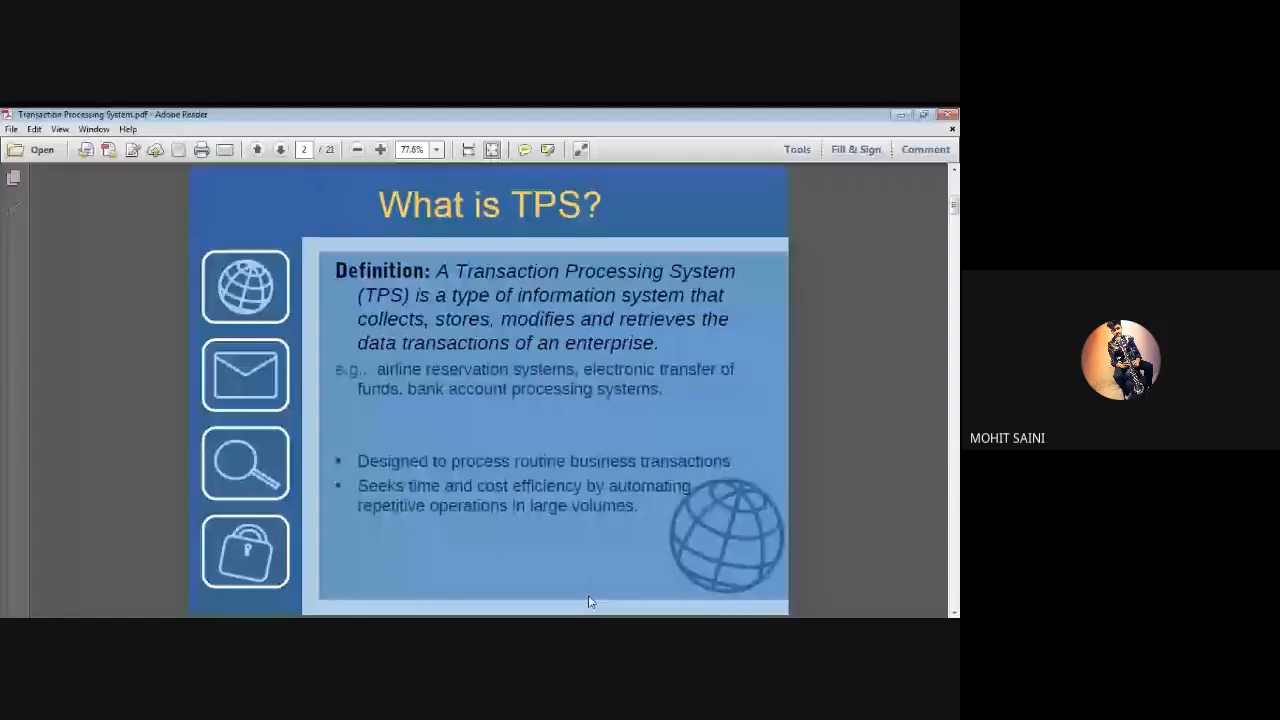 Transaction Processing System.pdf - Adobe Reader
File Edit View Window Help
Open 2 / 21 77.6% Tools Fill & Sign Comment
What is TPS?
Definition: A Transaction Processing System
(TPS) is a type of information system that
collects, stores, modifies and retrieves the
data transactions of an enterprise.
e.g.. airline reservation systems, electronic transfer of
funds. bank account processing systems.
• Designed to process routine business transactions
• Seeks time and cost efficiency by automating
repetitive operations in large volumes.
MOHIT SAINI